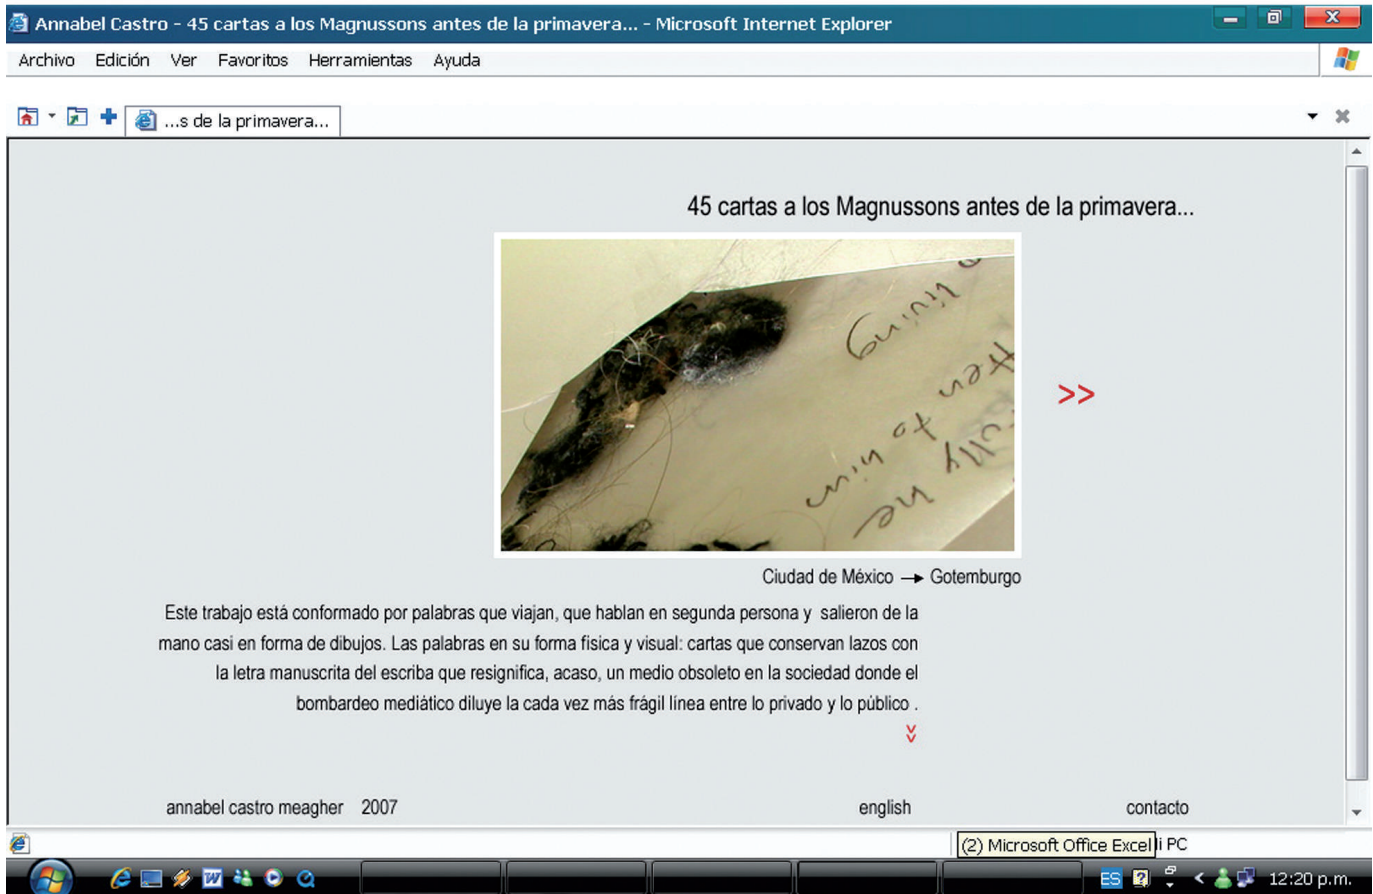 Annabel Castro - 45 cartas a los Magnussons antes de la primavera... - Microsoft Internet Explorer
Archivo Edición Ver Favoritos Herramientas Ayuda
...s de la primavera...
45 cartas a los Magnussons antes de la primavera...
living
to him
he
>>
Ciudad de México → Gotemburgo
Este trabajo está conformado por palabras que viajan, que hablan en segunda persona y salieron de la
mano casi en forma de dibujos. Las palabras en su forma física y visual: cartas que conservan lazos con
la letra manuscrita del escriba que resignifica, acaso, un medio obsoleto en la sociedad donde el
bombardeo mediático diluye la cada vez más frágil línea entre lo privado y lo público .
annabel castro meagher 2007 english contacto
(2) Microsoft Office Excel
PC
ES 12:20 p.m.